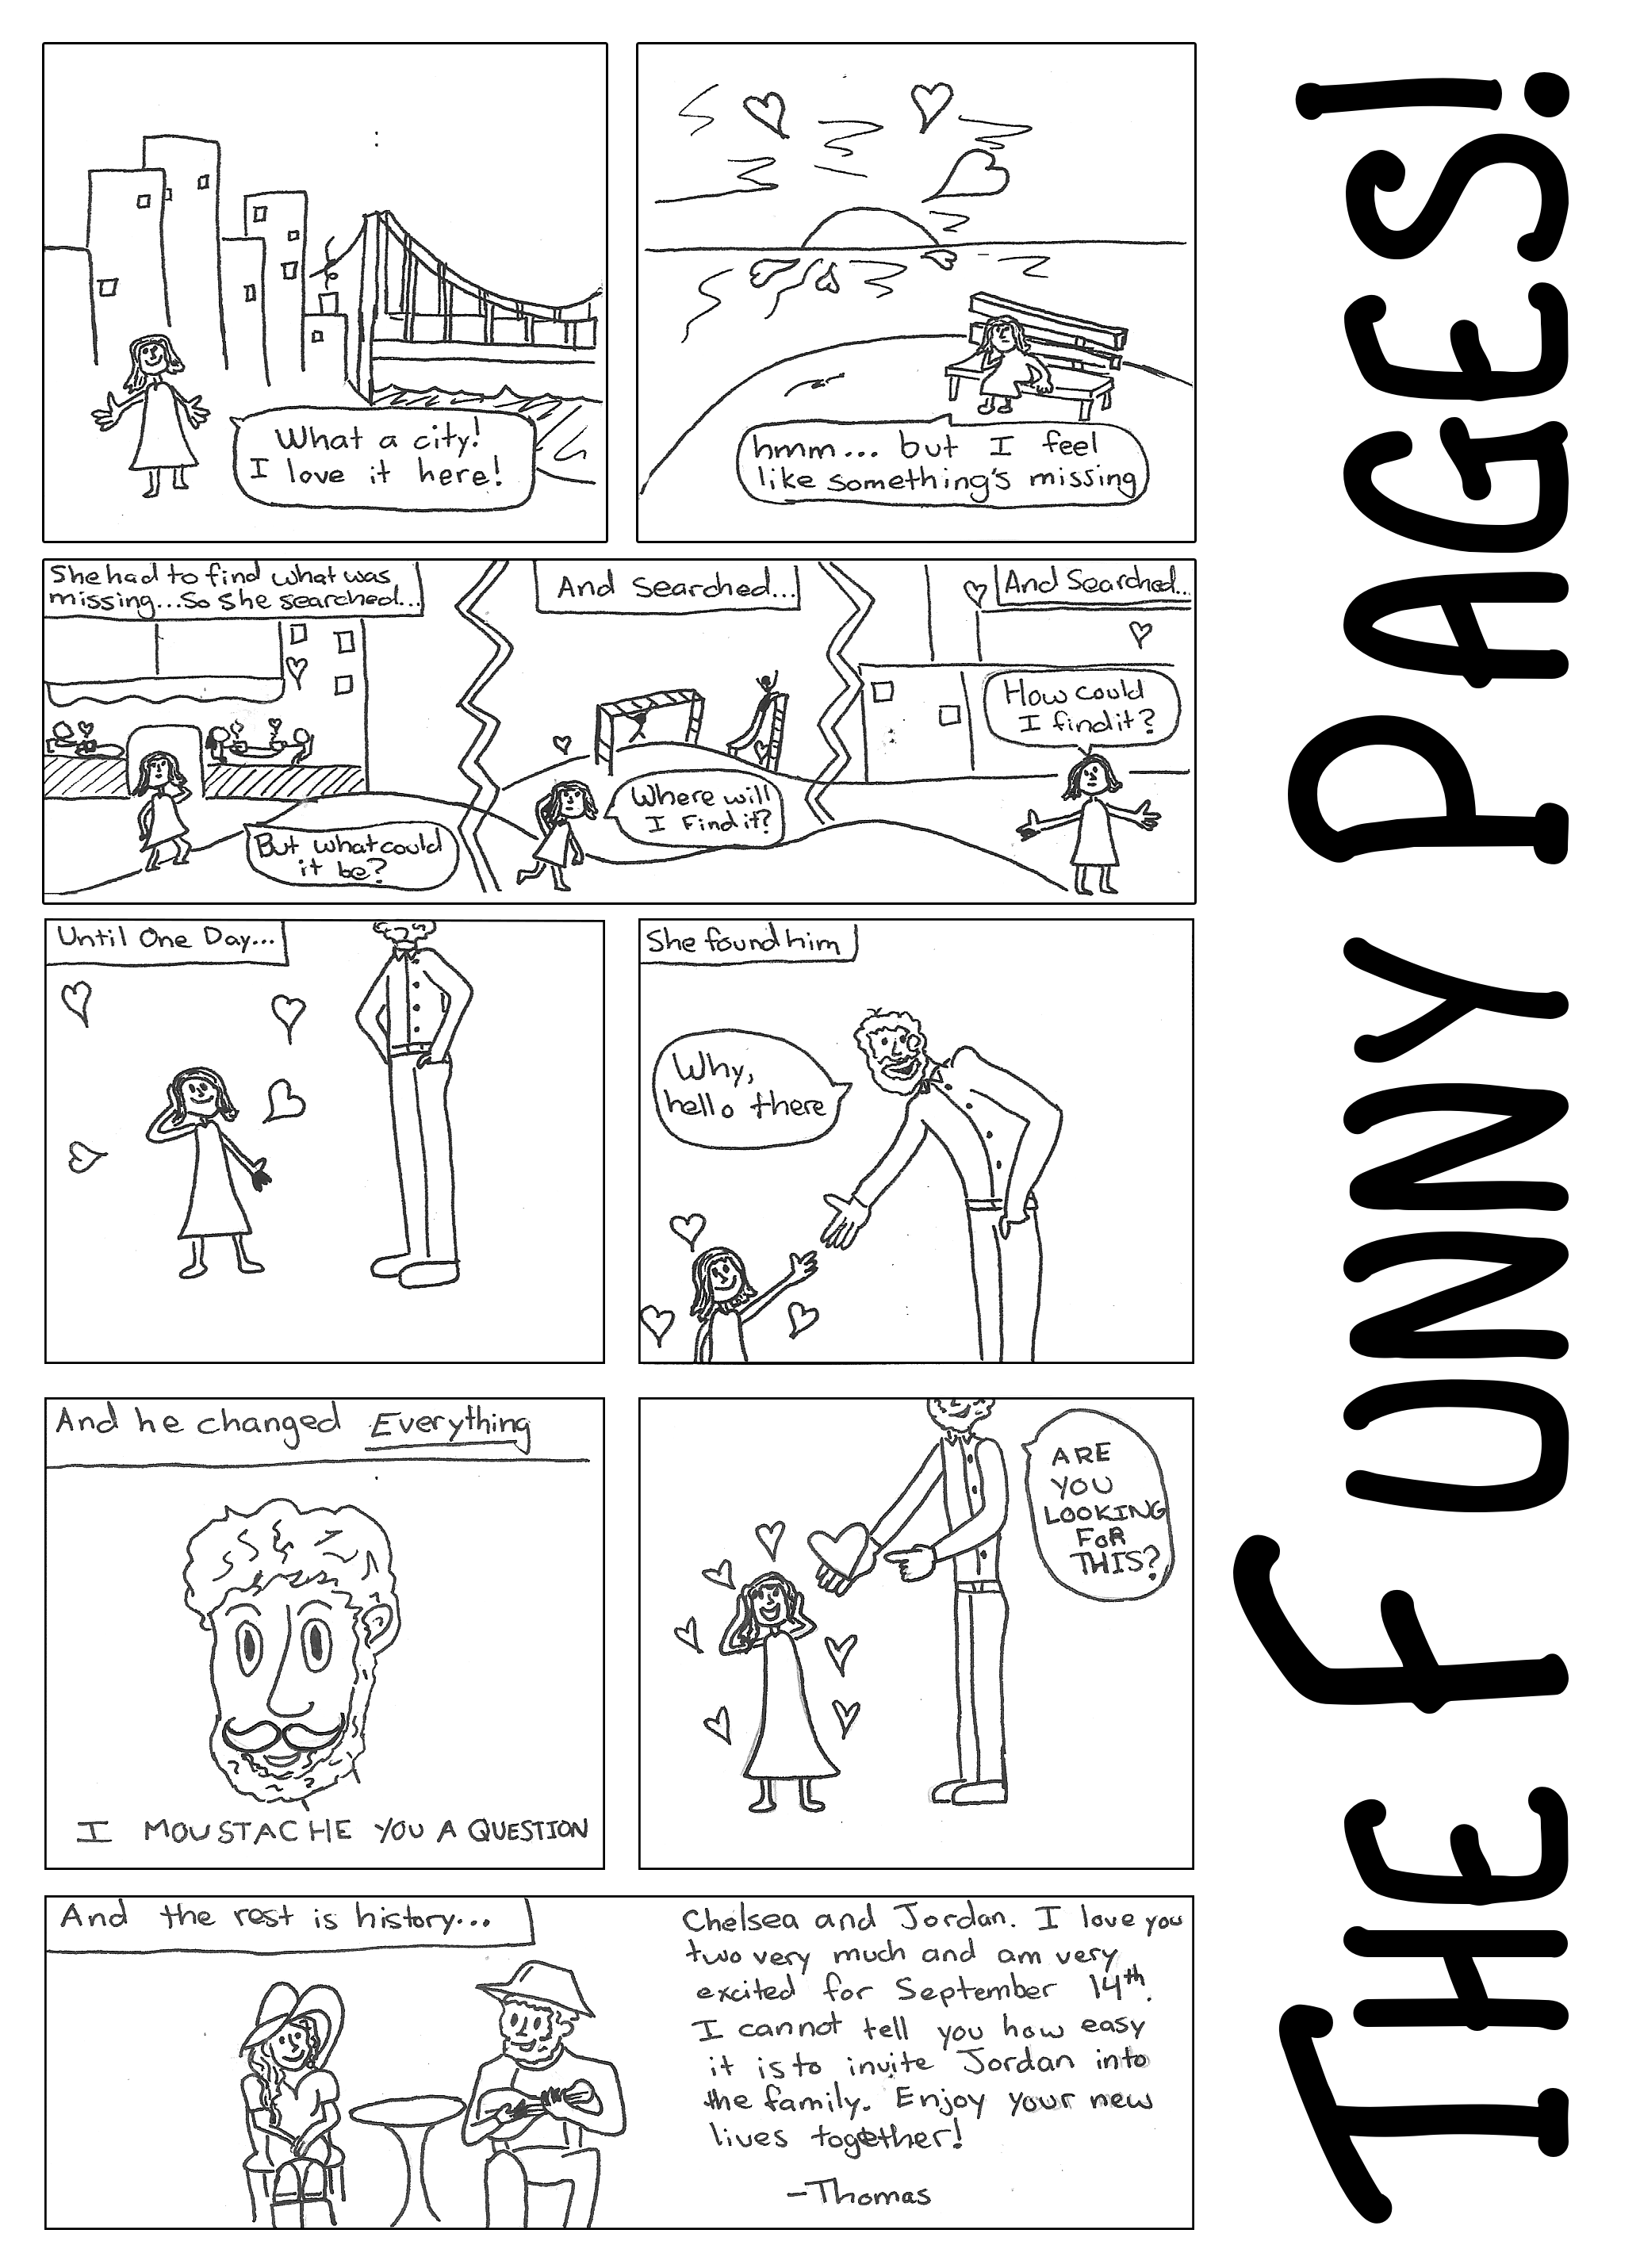 THE FUNNY PAGES!
What a city!
I love it here!
hmm... but I feel
like something's missing
She had to find what was
missing...So she searched...
But what could
it be?
And Searched...
Where will
I Find it?
And Searched...
How could
I find it?
Until One Day...
She found him
Why,
hello there
And he changed Everything
I MOUSTACHE YOU A QUESTION
ARE
YOU
LOOKING
FOR
THIS?
And the rest is history...
Chelsea and Jordan. I love you
two very much and am very
excited for September 14th.
I cannot tell you how easy
it is to invite Jordan into
the family. Enjoy your new
lives together!
-Thomas